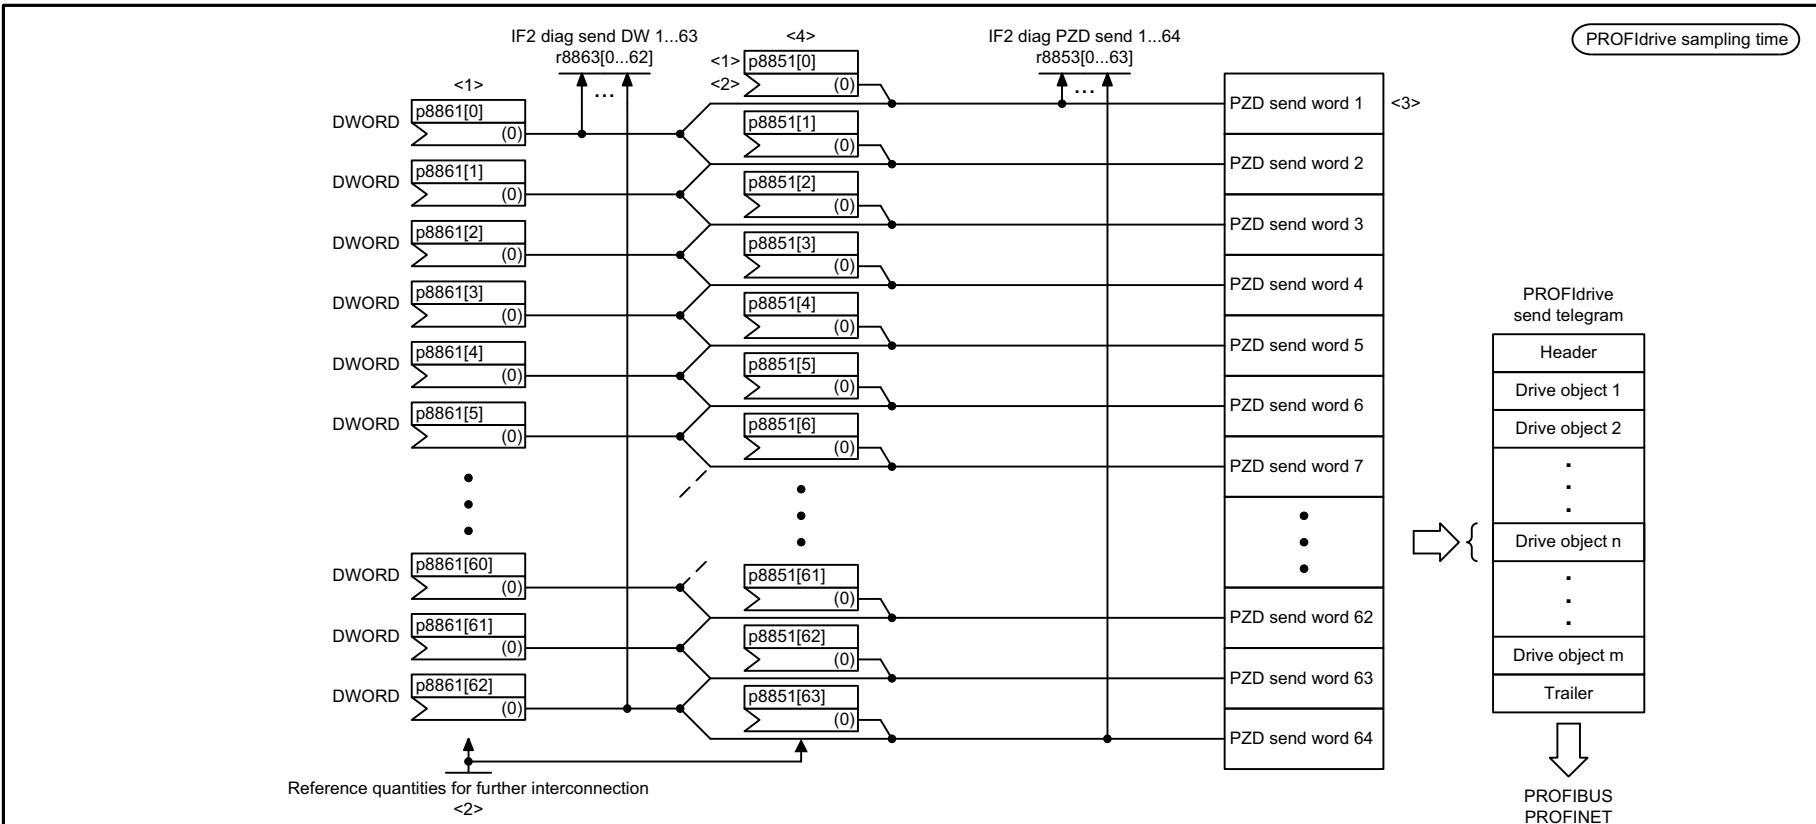 PROFIdrive sampling time
IF2 diag send DW 1...63
r8863[0...62]
...
<4>
IF2 diag PZD send 1...64
r8853[0...63]
...
<1>
<1> p8851[0]
<2> (0)
DWORD p8861[0]
(0)
PZD send word 1 <3>
p8851[1]
(0)
PZD send word 2
DWORD p8861[1]
(0)
p8851[2]
(0)
PZD send word 3
DWORD p8861[2]
(0)
p8851[3]
(0)
PZD send word 4
DWORD p8861[3]
(0)
p8851[4]
(0)
PZD send word 5
DWORD p8861[4]
(0)
p8851[5]
(0)
PZD send word 6
DWORD p8861[5]
(0)
p8851[6]
(0)
PZD send word 7
DWORD p8861[60]
(0)
p8851[61]
(0)
PZD send word 62
DWORD p8861[61]
(0)
p8851[62]
(0)
PZD send word 63
DWORD p8861[62]
(0)
p8851[63]
(0)
PZD send word 64
Reference quantities for further interconnection
<2>
PROFIdrive
send telegram
Header
Drive object 1
Drive object 2
Drive object n
Drive object m
Trailer
PROFIBUS
PROFINET